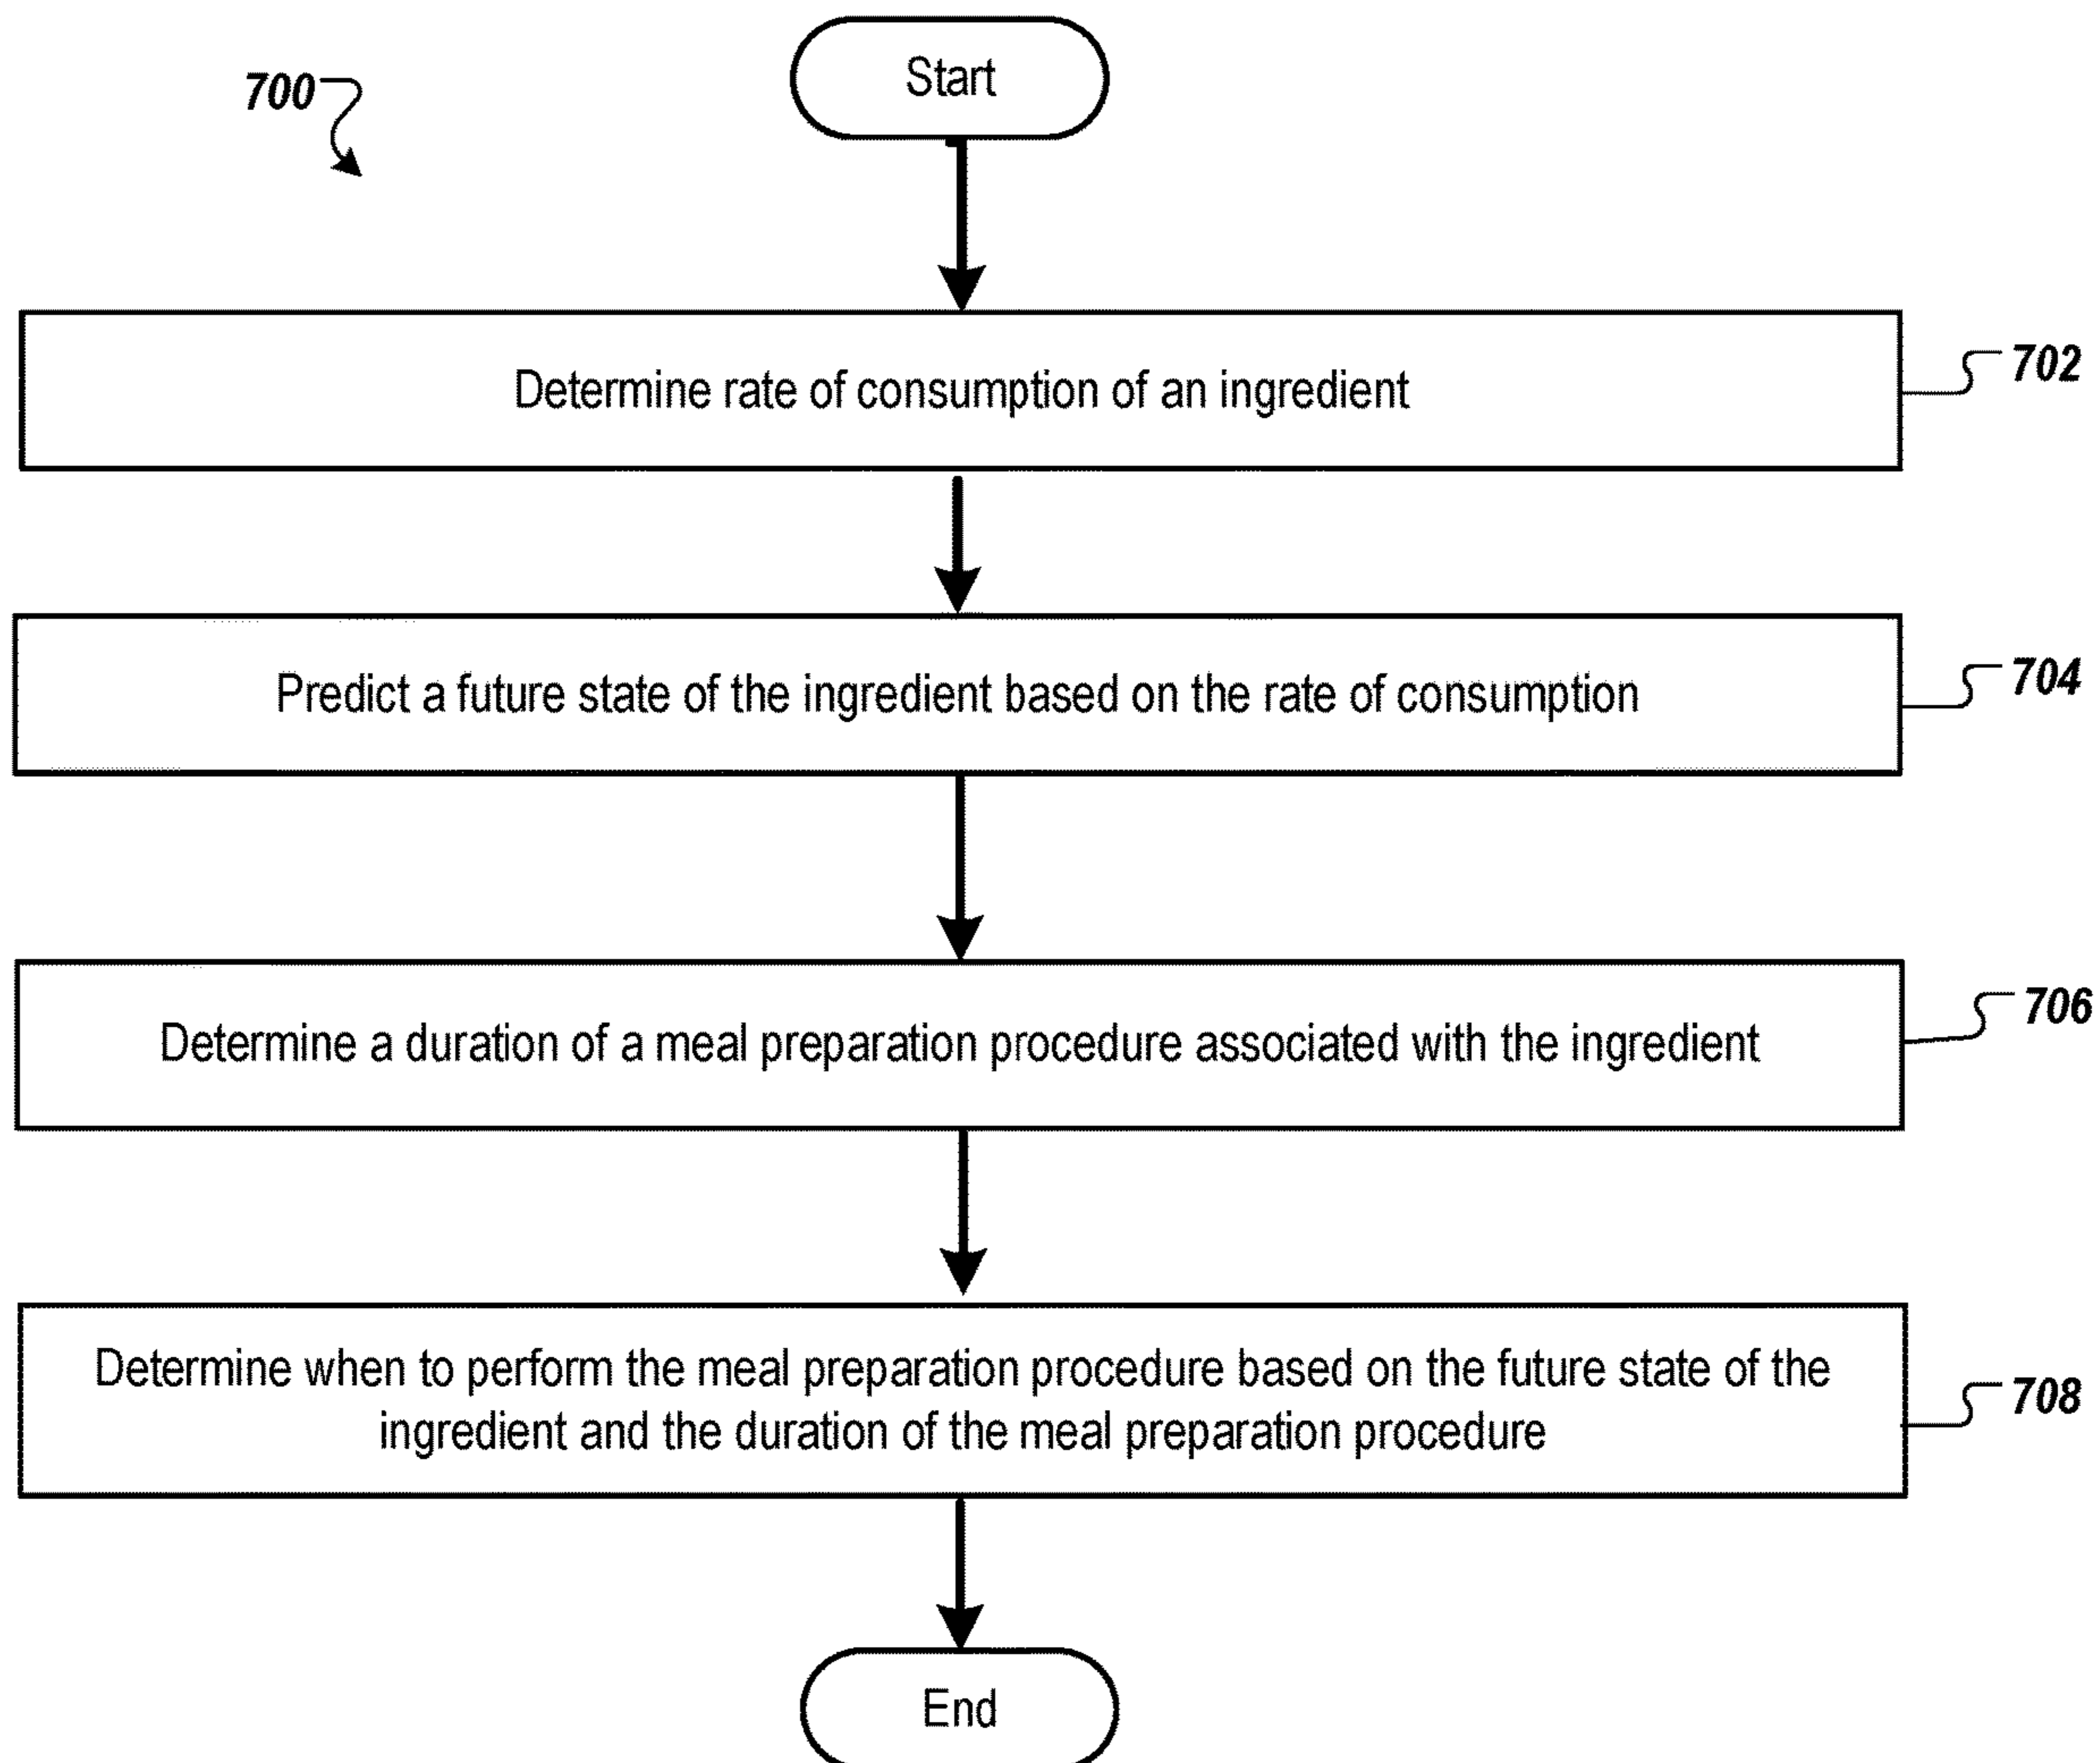 700
Start
Determine rate of consumption of an ingredient
702
Predict a future state of the ingredient based on the rate of consumption
704
Determine a duration of a meal preparation procedure associated with the ingredient
706
Determine when to perform the meal preparation procedure based on the future state of the
ingredient and the duration of the meal preparation procedure
708
End